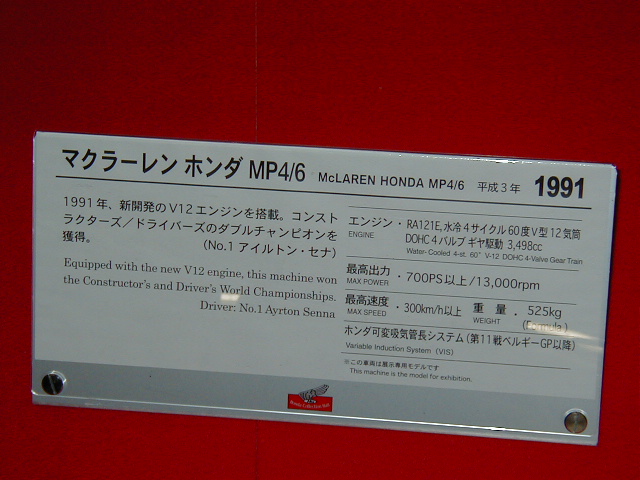 マクラーレン ホンダ MP4/6 McLAREN HONDA MP4/6 平成3年 1991
1991年、新開発のV12エンジンを搭載。コンスト
ラクターズ／ドライバーズのダブルチャンピオンを
獲得。 (No.1 アイルトン・セナ)
Equipped with the new V12 engine, this machine won
the Constructor's and Driver's World Championships.
Driver: No.1 Ayrton Senna
エンジン・RA121E,水冷4サイクル60度V型12気筒
ENGINE DOHC 4バルブギヤ駆動 3,498cc
Water-Cooled 4-st. 60° V-12 DOHC 4-Valve Gear Train
最高出力・700PS以上/13,000rpm
MAX POWER
最高速度・300km/h以上 重量・525kg
MAX SPEED WEIGHT (Formula)
ホンダ可変吸気管長システム(第11戦ベルギーGP以降)
Variable Induction System (VIS)
※この車両は展示専用モデルです
This machine is the model for exhibition.
Honda Collection Hall